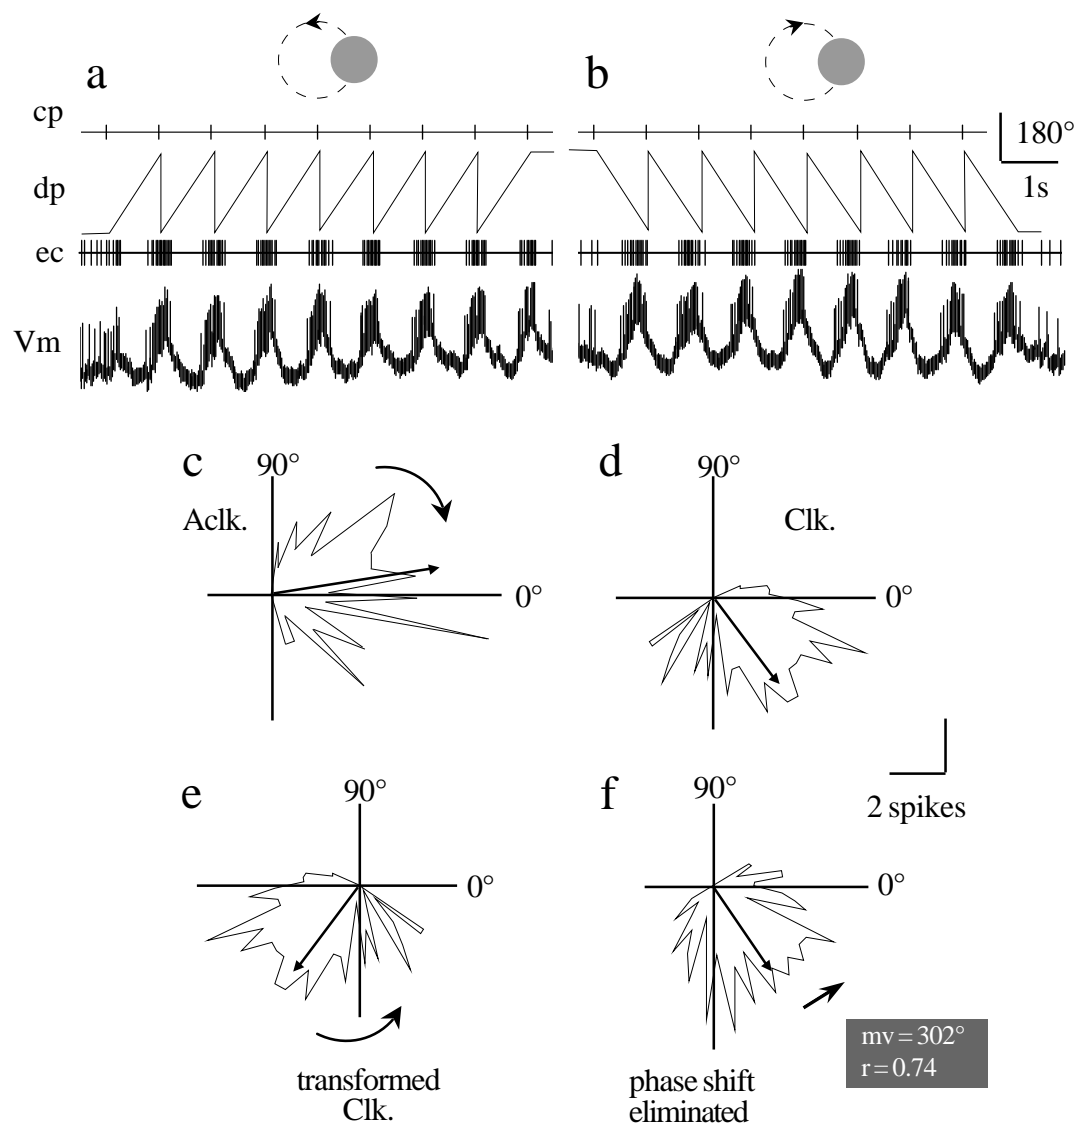 a
b
cp
180°
1s
dp
ec
Vm
c
90°
Aclk.
0°
d
90°
Clk.
0°
2 spikes
e
90°
0°
transformed
Clk.
f
90°
0°
mv = 302°
r = 0.74
phase shift
eliminated